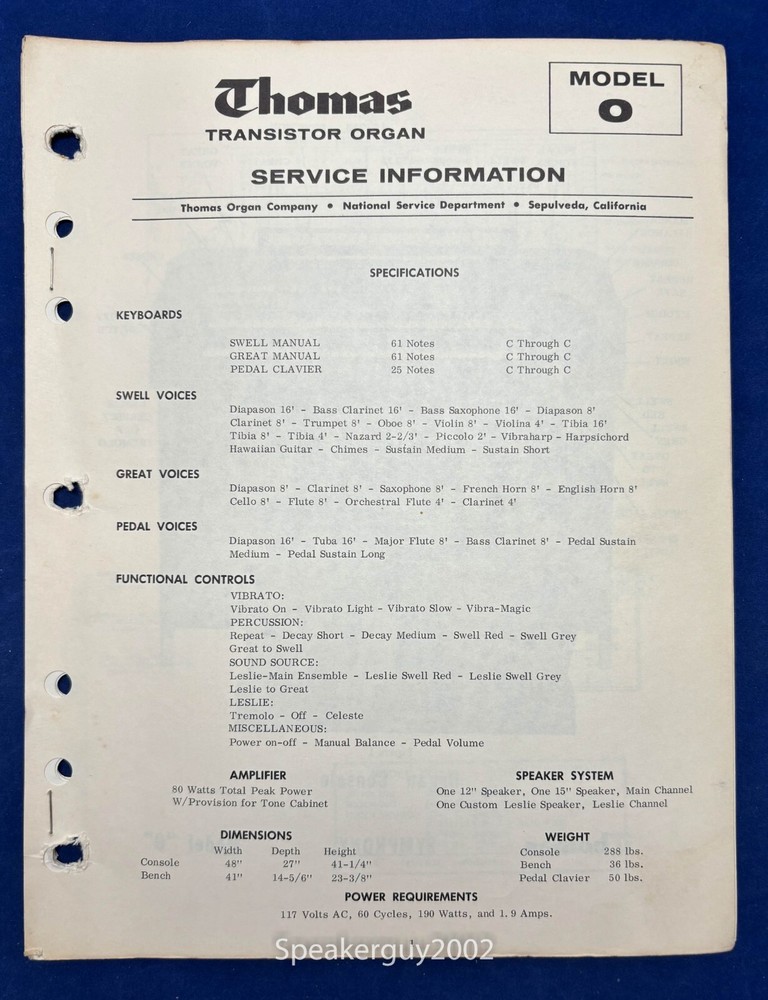 Thomas
TRANSISTOR ORGAN
MODEL
O
SERVICE INFORMATION
Thomas Organ Company • National Service Department • Sepulveda, California
SPECIFICATIONS
KEYBOARDS
SWELL MANUAL 61 Notes C Through C
GREAT MANUAL 61 Notes C Through C
PEDAL CLAVIER 25 Notes C Through C
SWELL VOICES
Diapason 16' - Bass Clarinet 16' - Bass Saxophone 16' - Diapason 8'
Clarinet 8' - Trumpet 8' - Oboe 8' - Violin 8' - Violina 4' - Tibia 16'
Tibia 8' - Tibia 4' - Nazard 2-2/3' - Piccolo 2' - Vibraharp - Harpsichord
Hawaiian Guitar - Chimes - Sustain Medium - Sustain Short
GREAT VOICES
Diapason 8' - Clarinet 8' - Saxophone 8' - French Horn 8' - English Horn 8'
Cello 8' - Flute 8' - Orchestral Flute 4' - Clarinet 4'
PEDAL VOICES
Diapason 16' - Tuba 16' - Major Flute 8' - Bass Clarinet 8' - Pedal Sustain
Medium - Pedal Sustain Long
FUNCTIONAL CONTROLS
VIBRATO:
Vibrato On - Vibrato Light - Vibrato Slow - Vibra-Magic
PERCUSSION:
Repeat - Decay Short - Decay Medium - Swell Red - Swell Grey
Great to Swell
SOUND SOURCE:
Leslie-Main Ensemble - Leslie Swell Red - Leslie Swell Grey
Leslie to Great
LESLIE:
Tremolo - Off - Celeste
MISCELLANEOUS:
Power on-off - Manual Balance - Pedal Volume
AMPLIFIER
80 Watts Total Peak Power
W/Provision for Tone Cabinet
SPEAKER SYSTEM
One 12" Speaker, One 15" Speaker, Main Channel
One Custom Leslie Speaker, Leslie Channel
DIMENSIONS
Width Depth Height
Console 48" 27" 41-1/4"
Bench 41" 14-5/6" 23-3/8"
WEIGHT
Console 288 lbs.
Bench 36 lbs.
Pedal Clavier 50 lbs.
POWER REQUIREMENTS
117 Volts AC, 60 Cycles, 190 Watts, and 1.9 Amps.
1
Speakerguy2002